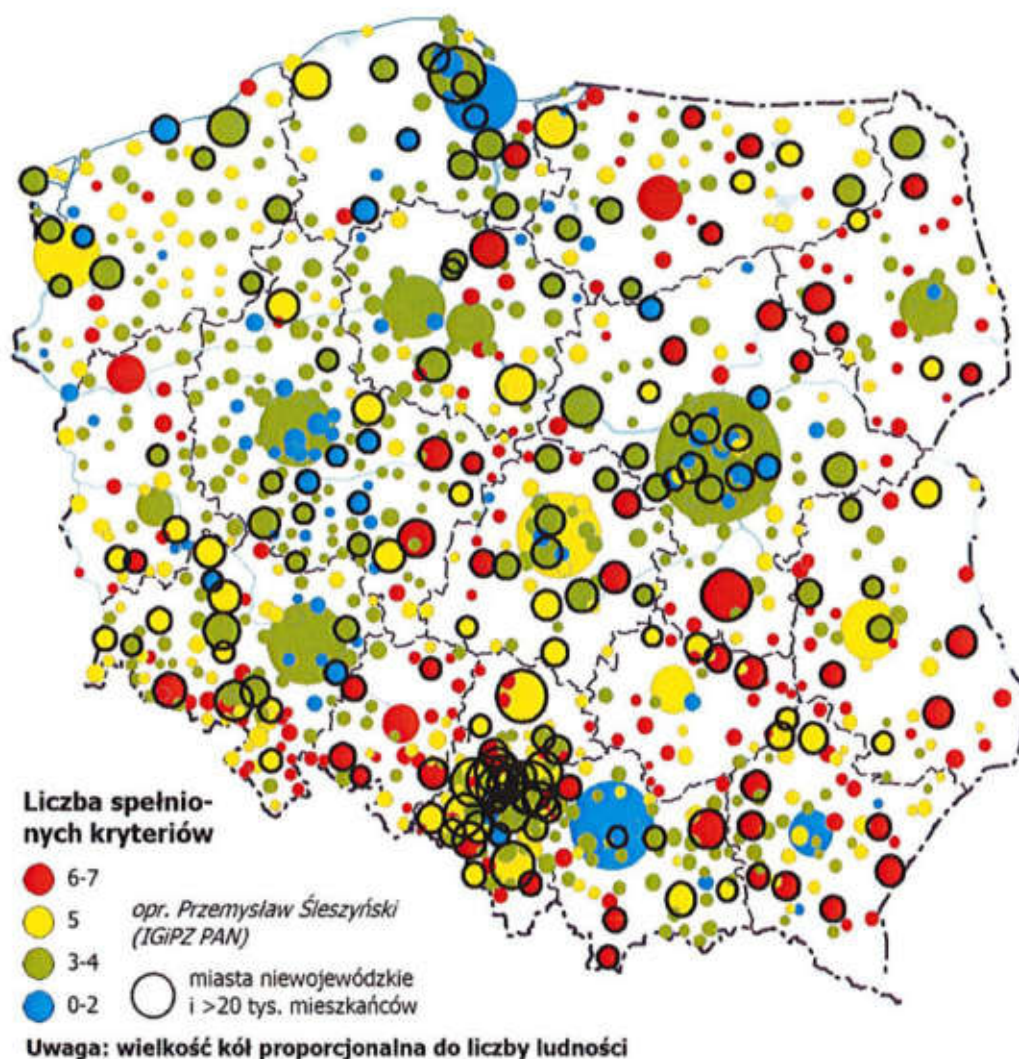 Liczba spełnio-
nych kryteriów
6-7
5
3-4
0-2
opr. Przemysław Śleszyński
(IGiPZ PAN)
miasta niewojewódzkie
i >20 tys. mieszkańców
Uwaga: wielkość kół proporcjonalna do liczby ludności